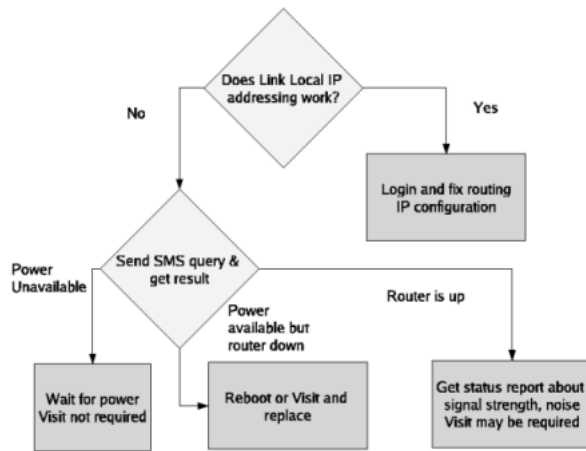 Does Link Local IP
addressing work?
No
Yes
Login and fix routing
IP configuration
Send SMS query &
get result
Power
Unavailable
Power
available but
router down
Router is up
Wait for power
Visit not required
Reboot or Visit and
replace
Get status report about
signal strength, noise
Visit may be required